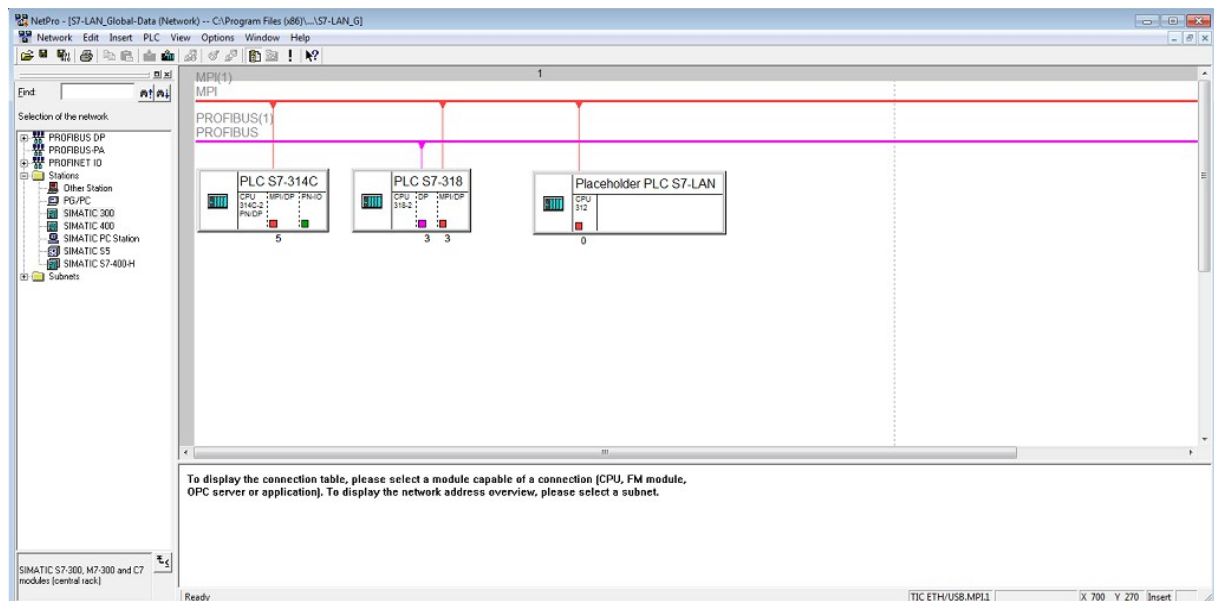 NetPro - [S7-LAN_Global-Data (Network) -- C:\Program Files (x86)\...\S7-LAN_G]
Network Edit Insert PLC View Options Window Help
Find:
Selection of the network
PROFIBUS DP
PROFIBUS-PA
PROFINET IO
Stations
Other Station
PG/PC
SIMATIC 300
SIMATIC 400
SIMATIC PC Station
SIMATIC S5
SIMATIC S7-400-H
Subnets
SIMATIC S7-300, M7-300 and C7
modules (central rack)
1
MPI(1)
MPI
PROFIBUS(1)
PROFIBUS
PLC S7-314C
CPU MPI/DP PN-IO
314C-2
PN/DP
5
PLC S7-318
CPU DP MPI/DP
318-2
3 3
Placeholder PLC S7-LAN
CPU
312
0
To display the connection table, please select a module capable of a connection (CPU, FM module,
OPC server or application). To display the network address overview, please select a subnet.
Ready TIC ETH/USB.MPI.1 X 700 Y 270 Insert